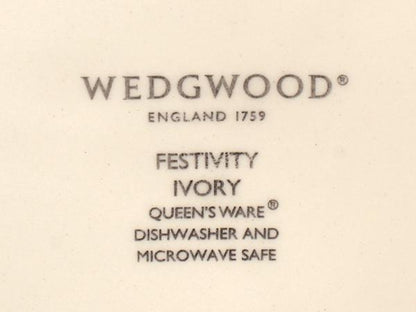 WEDGWOOD®
ENGLAND 1759
FESTIVITY
IVORY
QUEEN'S WARE®
DISHWASHER AND
MICROWAVE SAFE